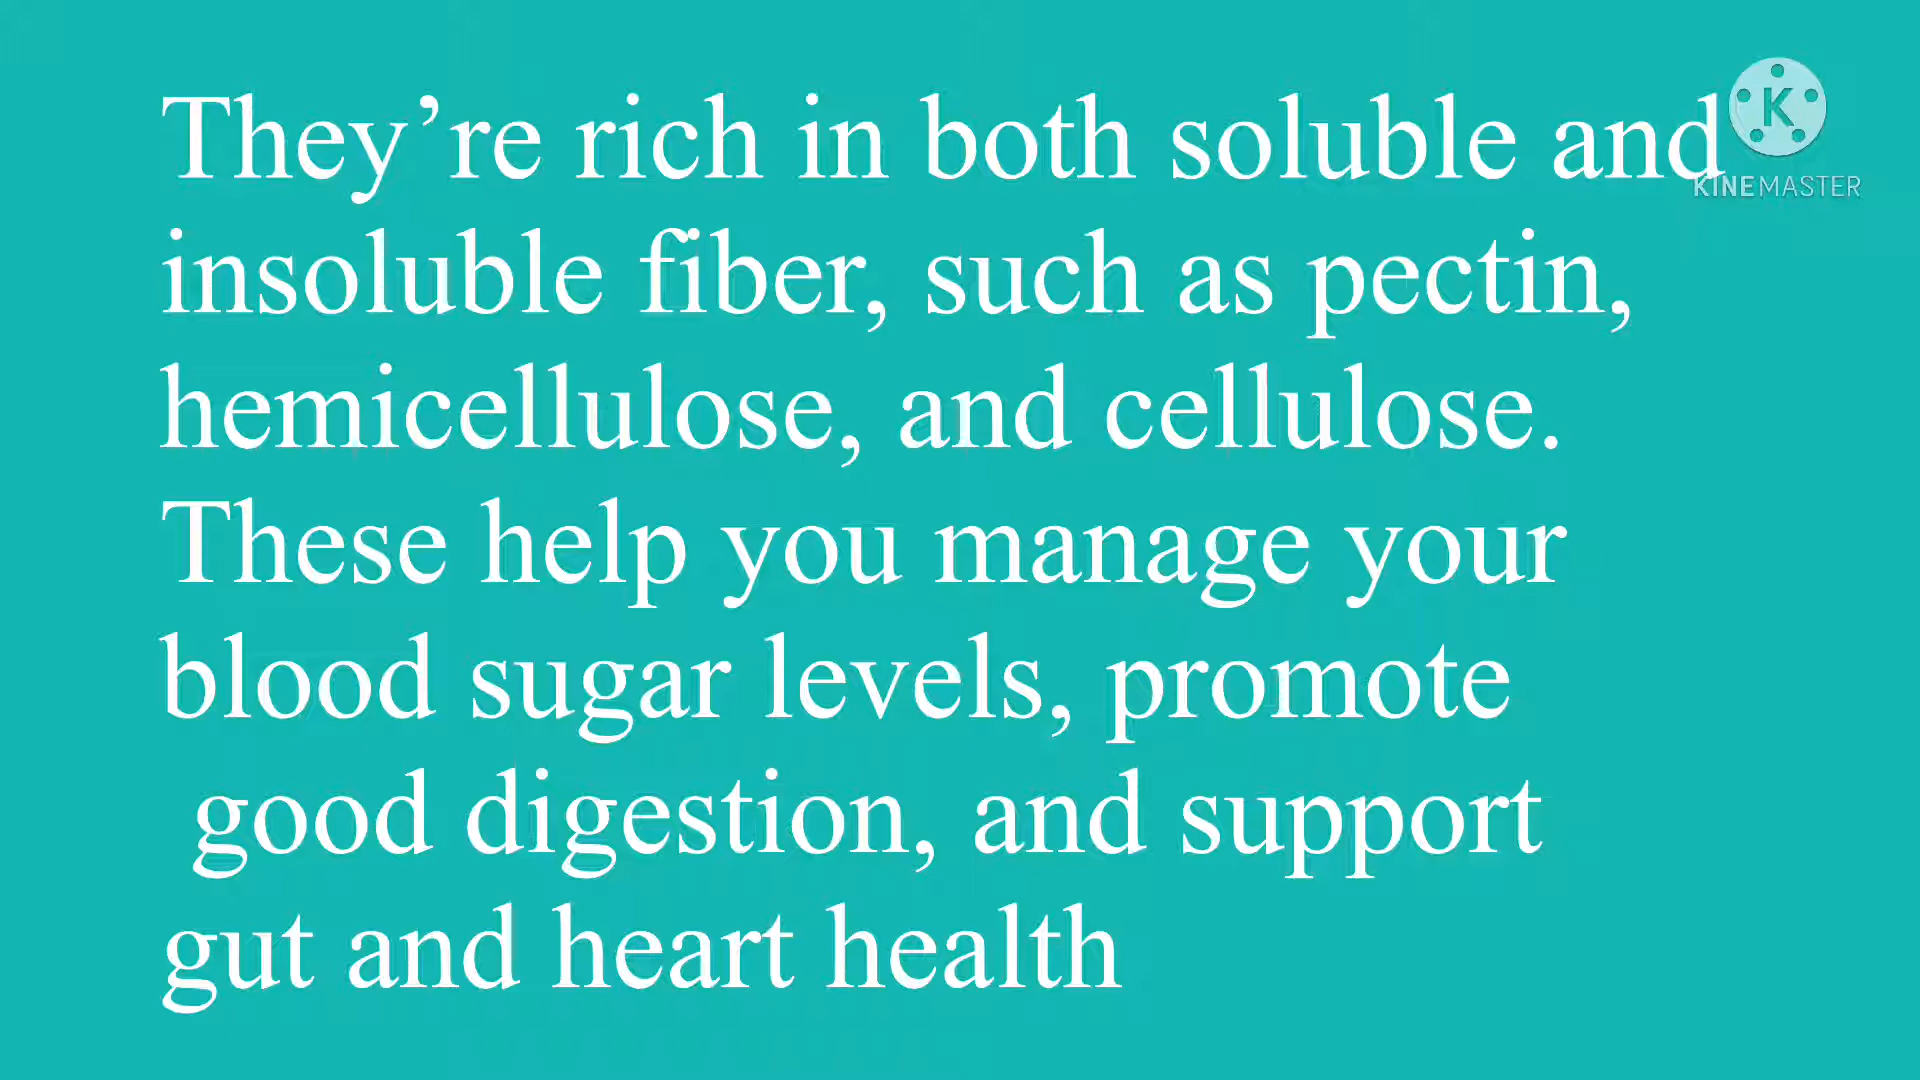 They’re rich in both soluble and
insoluble fiber, such as pectin,
hemicellulose, and cellulose.
These help you manage your
blood sugar levels, promote
good digestion, and support
gut and heart health
K
KINEMASTER